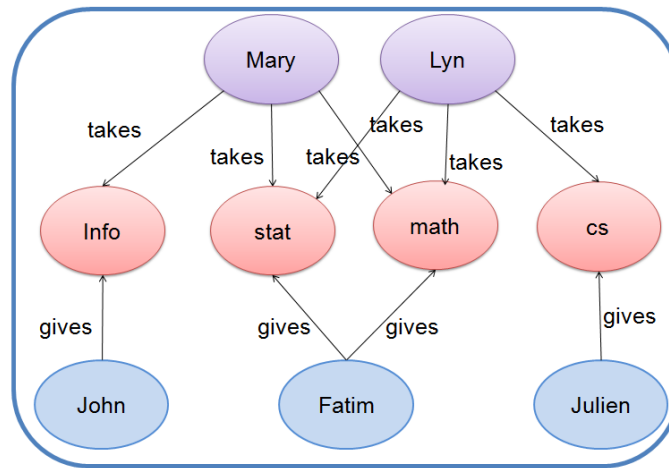 Mary Lyn
takes takes takes
takes takes takes
Info stat math cs
gives gives gives gives
John Fatim Julien